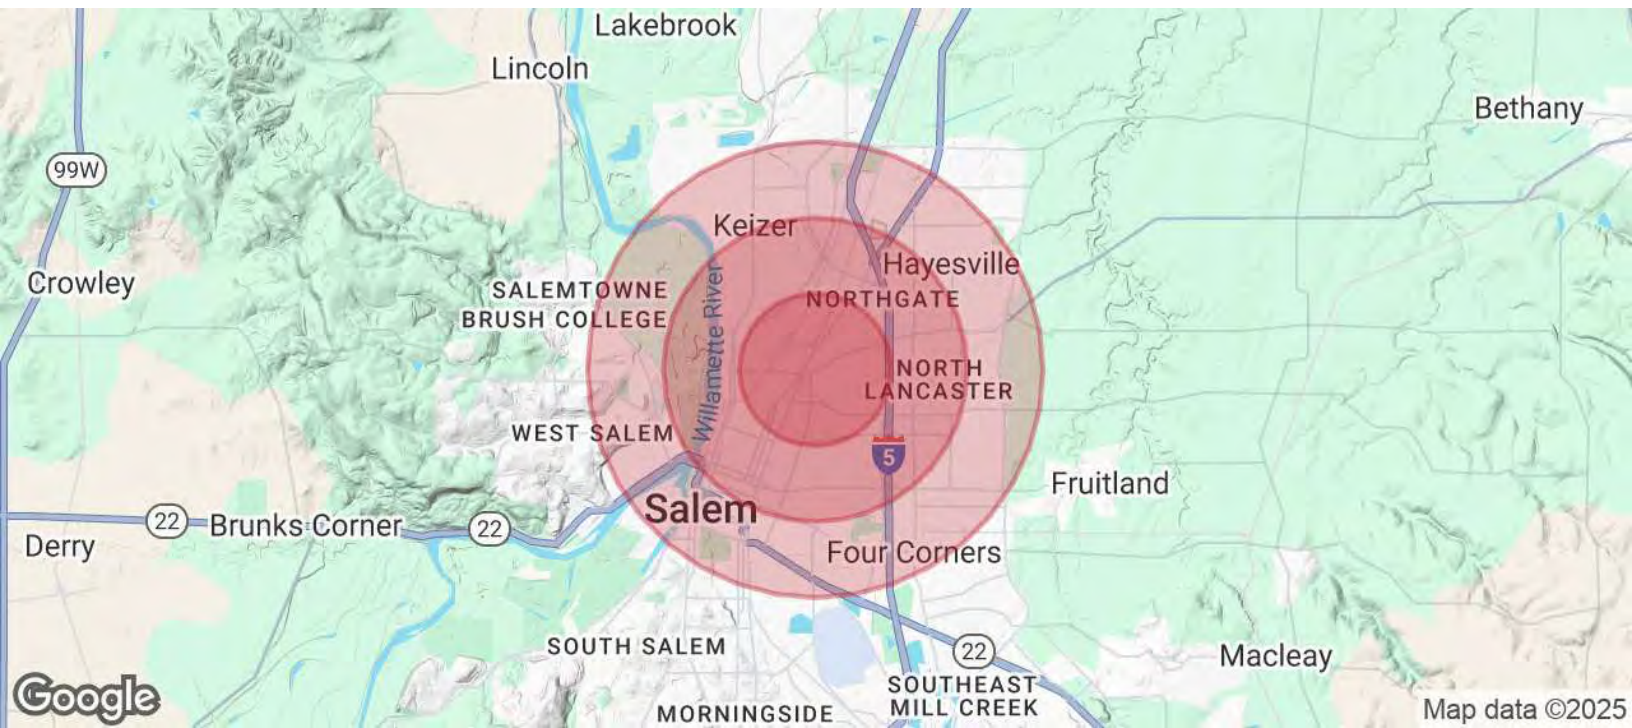 Lakebrook
Lincoln
Bethany
99W
Keizer
Hayesville
Crowley
SALEMTOWNE
NORTHGATE
BRUSH COLLEGE
Willamette River
NORTH
LANCASTER
WEST SALEM
5
Fruitland
Salem
22
Brunks Corner
22
Derry
Four Corners
SOUTH SALEM
22
Macleay
SOUTHEAST
MILL CREEK
Google
MORNINGSIDE
Map data ©2025